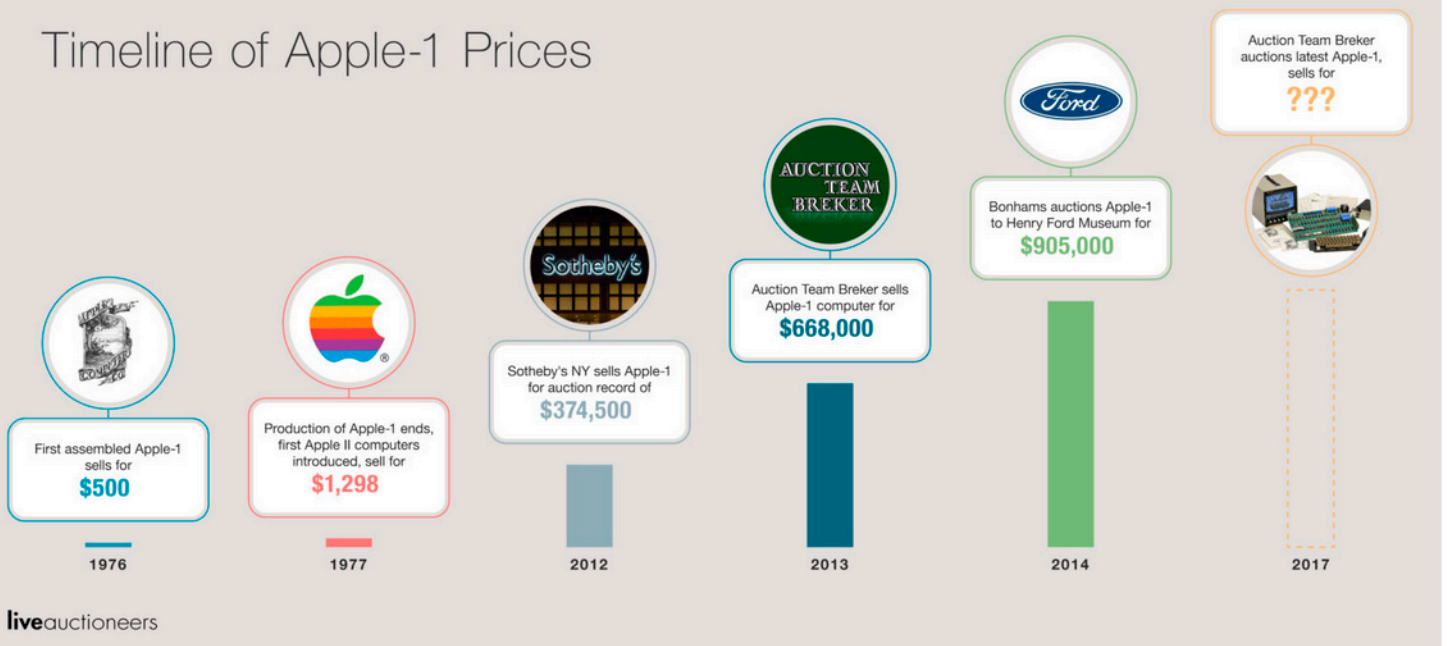 Timeline of Apple-1 Prices
First assembled Apple-1
sells for
$500
1976
®
Production of Apple-1 ends,
first Apple II computers
introduced, sell for
$1,298
1977
Sotheby's
Sotheby's NY sells Apple-1
for auction record of
$374,500
2012
AUCTION
TEAM
BREKER
Auction Team Breker sells
Apple-1 computer for
$668,000
2013
Ford
Bonhams auctions Apple-1
to Henry Ford Museum for
$905,000
2014
Auction Team Breker
auctions latest Apple-1,
sells for
???
2017
liveauctioneers